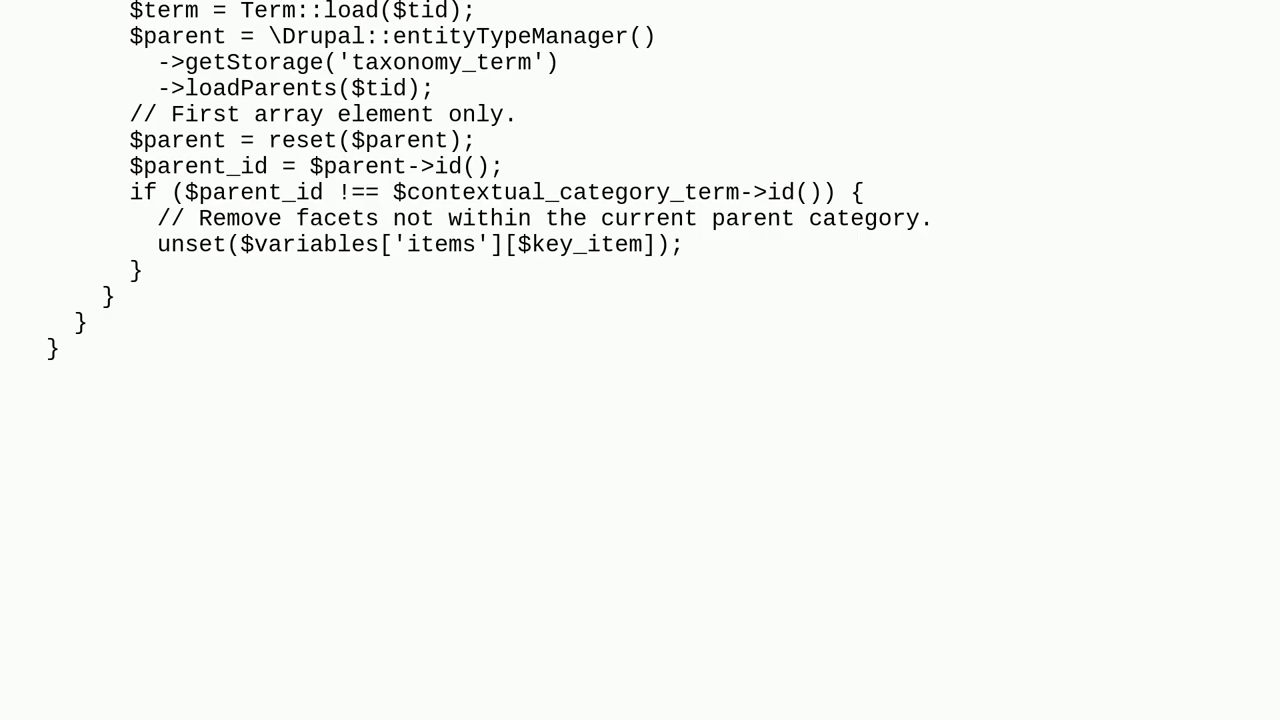 $term = Term::load($tid);
$parent = \Drupal::entityTypeManager()
->getStorage('taxonomy_term')
->loadParents($tid);
// First array element only.
$parent = reset($parent);
$parent_id = $parent->id();
if ($parent_id !== $contextual_category_term->id()) {
// Remove facets not within the current parent category.
unset($variables['items'][$key_item]);
}
}
}
}